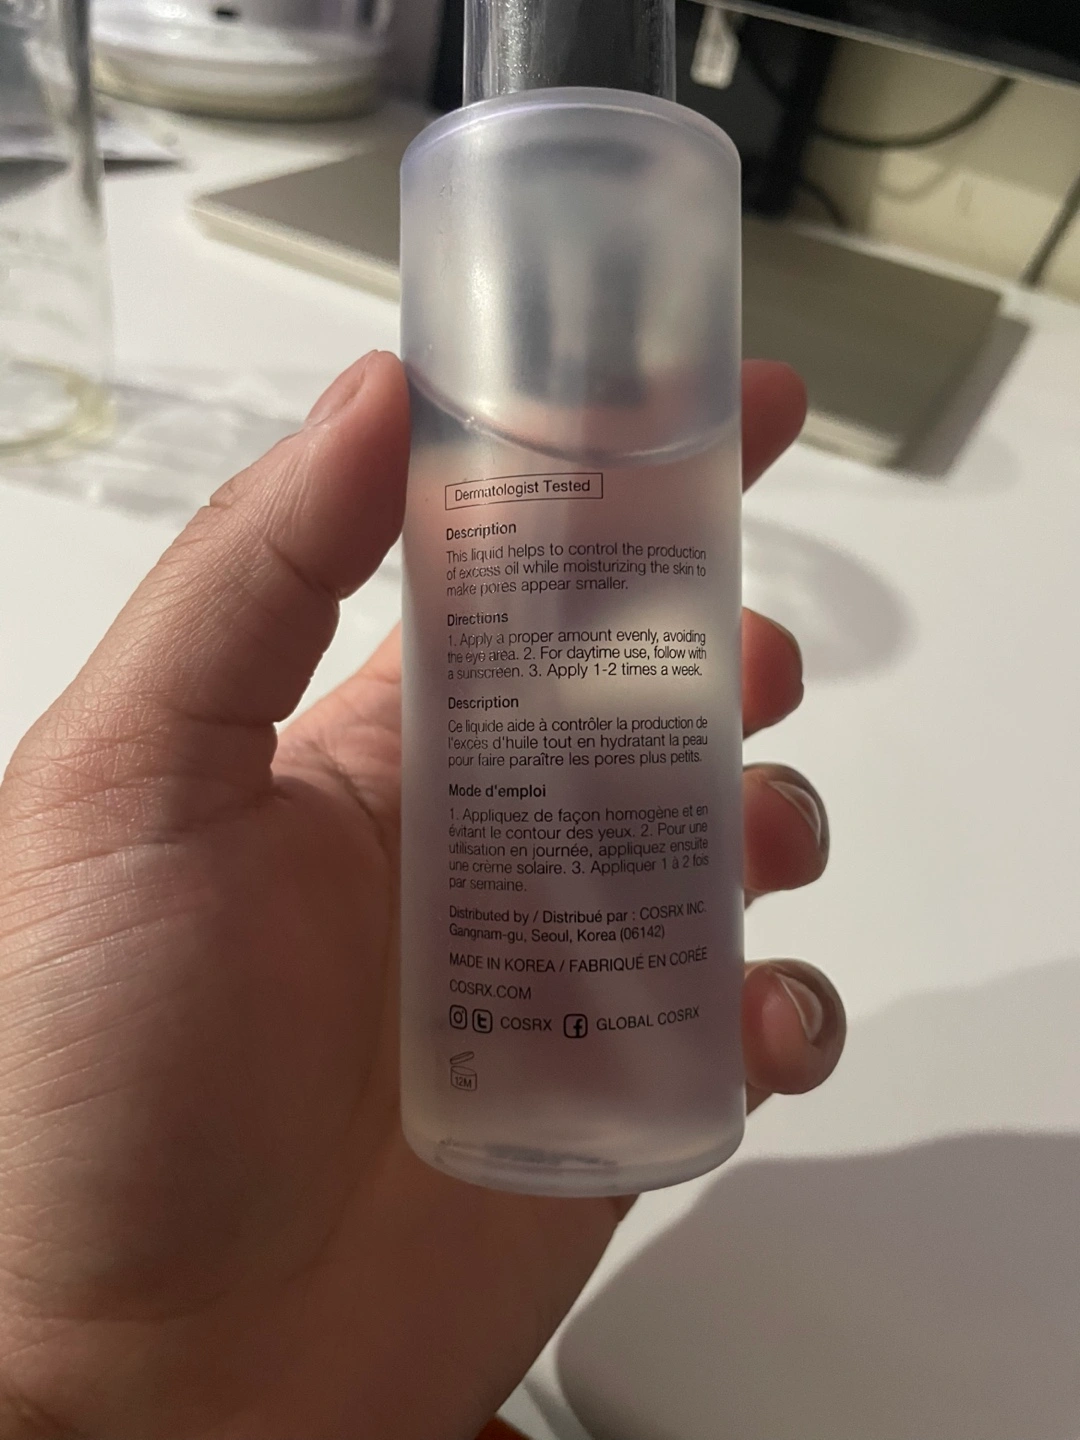 Dermatologist Tested
Description
This liquid helps to control the production
of excess oil while moisturizing the skin to
make pores appear smaller.
Directions
1. Apply a proper amount evenly, avoiding
the eye area. 2. For daytime use, follow with
a sunscreen. 3. Apply 1-2 times a week.
Description
Ce liquide aide à contrôler la production de
l'excès d'huile tout en hydratant la peau
pour faire paraître les pores plus petits.
Mode d'emploi
1. Appliquez de façon homogène et en
évitant le contour des yeux. 2. Pour une
utilisation en journée, appliquez ensuite
une crème solaire. 3. Appliquer 1 à 2 fois
par semaine.
Distributed by / Distribué par : COSRX INC.
Gangnam-gu, Seoul, Korea (06142)
MADE IN KOREA / FABRIQUÉ EN CORÉE
COSRX.COM
COSRX GLOBAL COSRX
12M